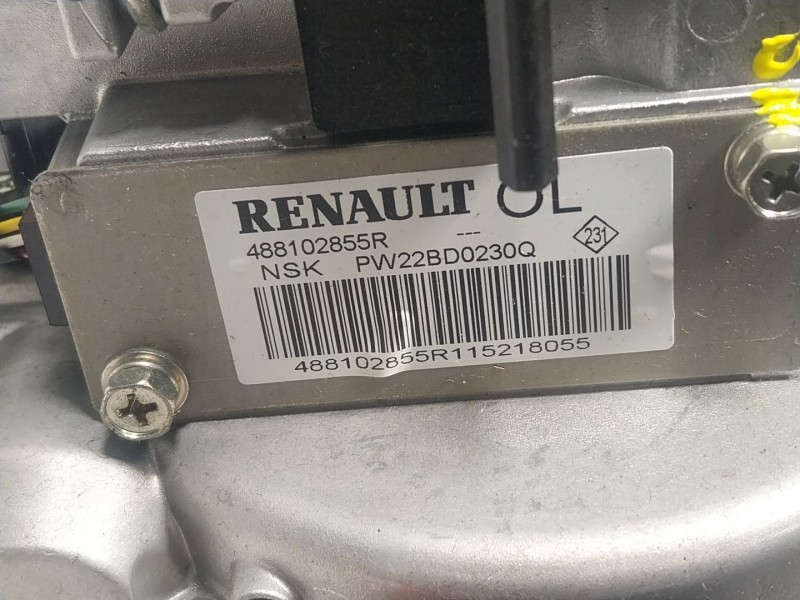 RENAULT OL
488102855R ---
231
NSK PW22BD0230Q
488102855R115218055